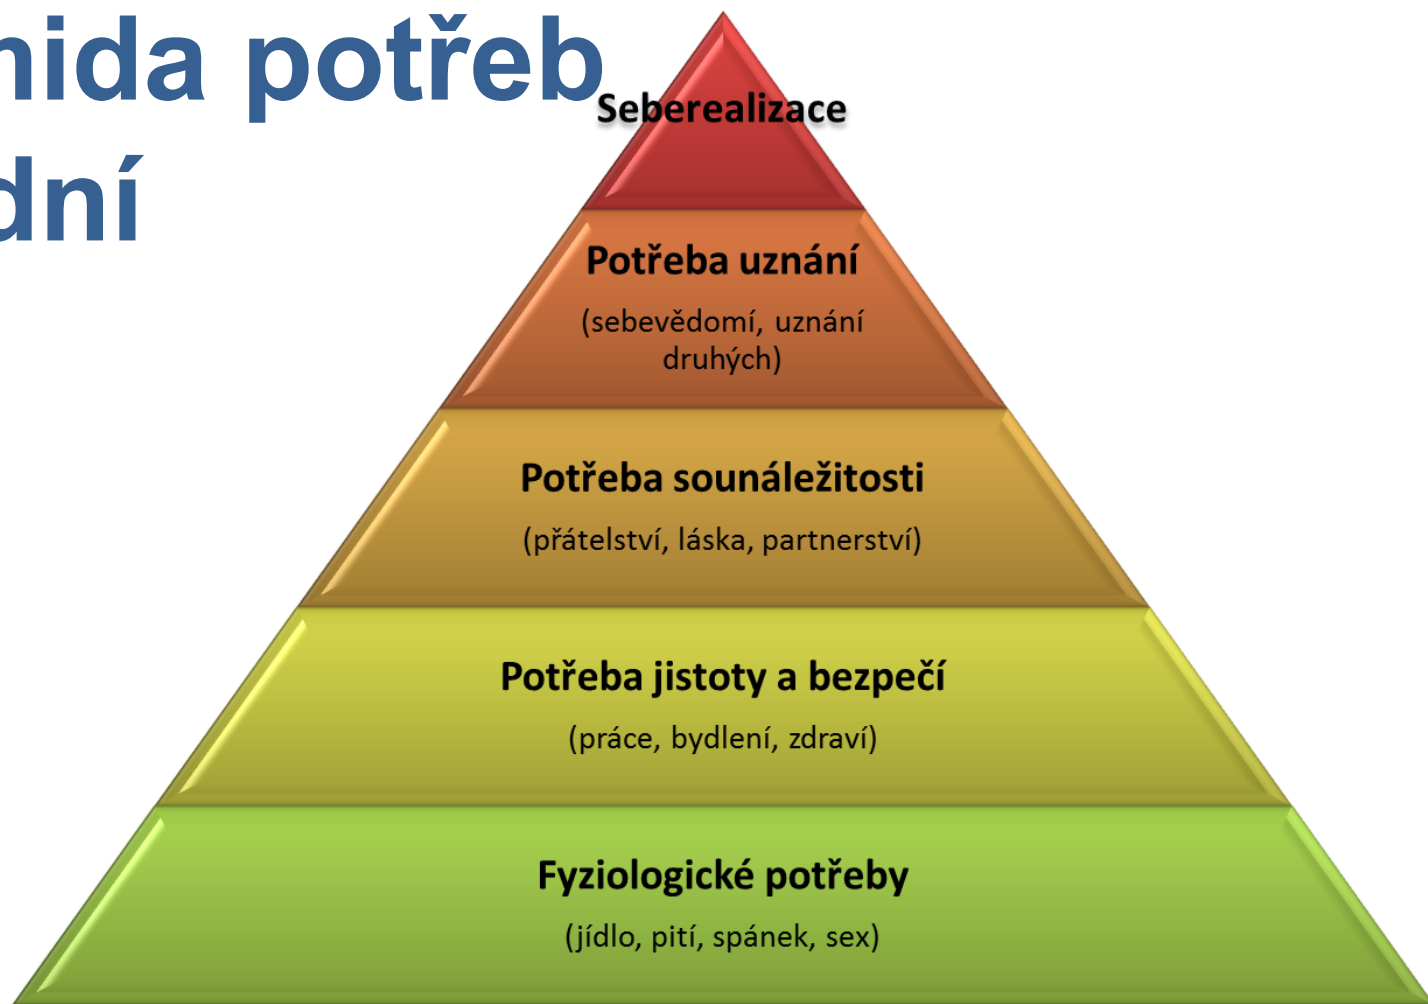 mida potřeb
dní
Seberealizace
Potřeba uznání
(sebevědomí, uznání
druhých)
Potřeba sounáležitosti
(přátelství, láska, partnerství)
Potřeba jistoty a bezpečí
(práce, bydlení, zdraví)
Fyziologické potřeby
(jídlo, pití, spánek, sex)